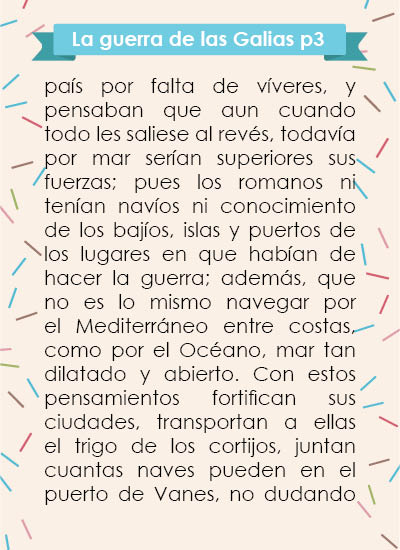 La guerra de las Galias p3
país por falta de víveres, y
pensaban que aun cuando
todo les saliese al revés, todavía
por mar serían superiores sus
fuerzas; pues los romanos ni
tenían navíos ni conocimiento
de los bajíos, islas y puertos de
los lugares en que habían de
hacer la guerra; además, que
no es lo mismo navegar por
el Mediterráneo entre costas,
como por el Océano, mar tan
dilatado y abierto. Con estos
pensamientos fortifican sus
ciudades, transportan a ellas
el trigo de los cortijos, juntan
cuantas naves pueden en el
puerto de Vanes, no dudando